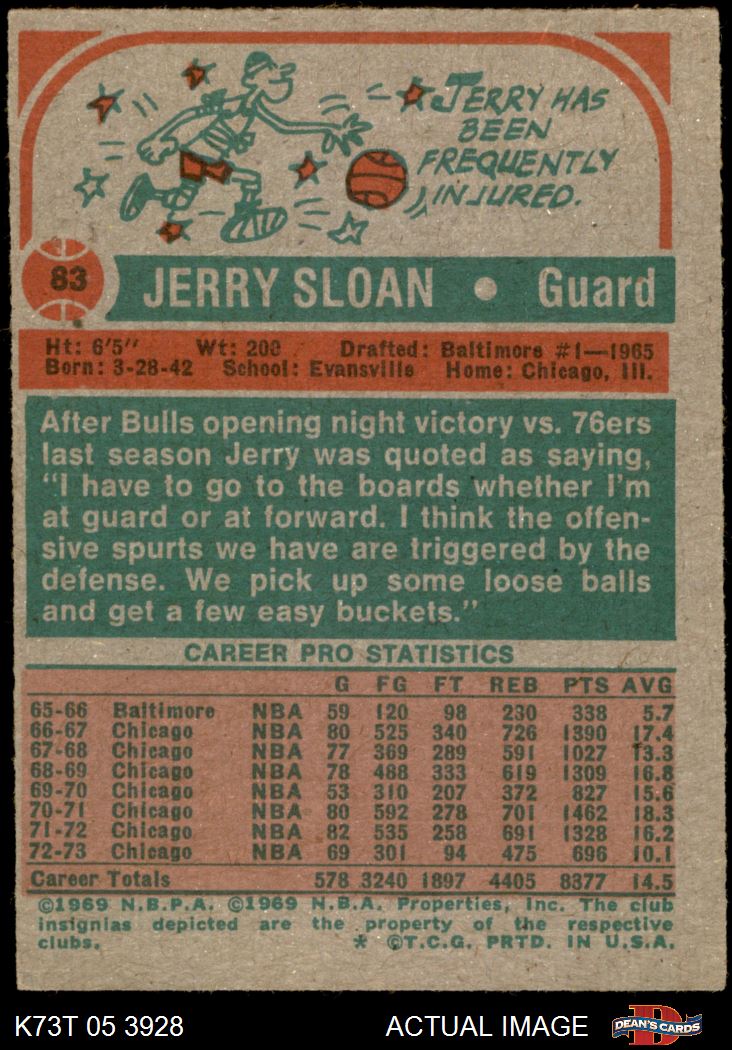 JERRY HAS
BEEN
FREQUENTLY
INJURED.
83 JERRY SLOAN • Guard
Ht: 6'5" Wt: 200 Drafted: Baltimore #1—1965
Born: 3-28-42 School: Evansville Home: Chicago, Ill.
After Bulls opening night victory vs. 76ers
last season Jerry was quoted as saying,
"I have to go to the boards whether I'm
at guard or at forward. I think the offen-
sive spurts we have are triggered by the
defense. We pick up some loose balls
and get a few easy buckets."
CAREER PRO STATISTICS
G FG FT REB PTS AVG
65-66 Baltimore NBA 59 120 98 230 338 5.7
66-67 Chicago NBA 80 525 340 726 1390 17.4
67-68 Chicago NBA 77 369 289 591 1027 13.3
68-69 Chicago NBA 78 488 333 619 1309 16.8
69-70 Chicago NBA 53 310 207 372 827 15.6
70-71 Chicago NBA 80 592 278 701 1462 18.3
71-72 Chicago NBA 82 535 258 691 1328 16.2
72-73 Chicago NBA 69 301 94 475 696 10.1
Career Totals 578 3240 1897 4405 8377 14.5
©1969 N.B.P.A. ©1969 N.B.A. Properties, Inc. The club
insignias depicted are the property of the respective
clubs. * ©T.C.G. PRTD. IN U.S.A.
K73T 05 3928 ACTUAL IMAGE DEAN'S CARDS